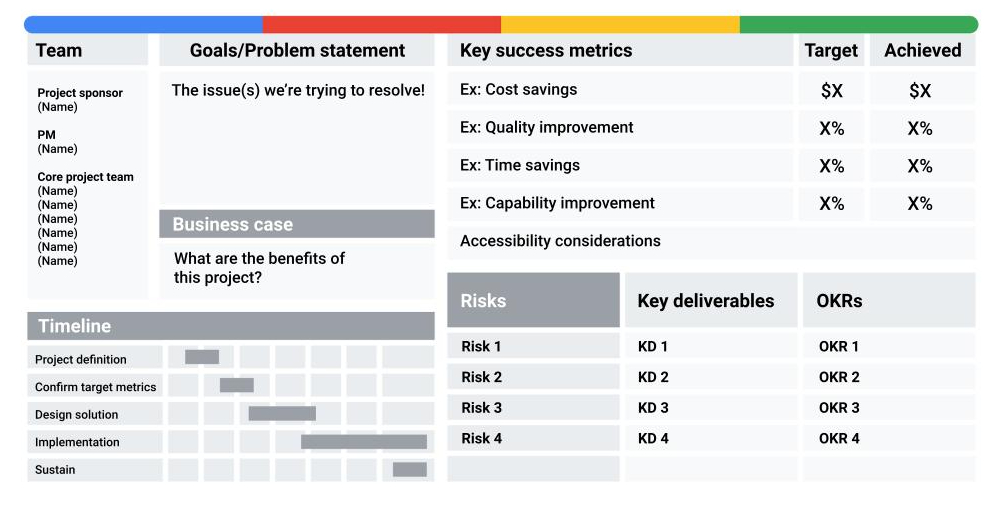 Team
Project sponsor
(Name)
PM
(Name)
Core project team
(Name)
(Name)
(Name)
(Name)
(Name)
(Name)
Goals/Problem statement
The issue(s) we're trying to resolve!
Business case
What are the benefits of
this project?
Timeline
Project definition
Confirm target metrics
Design solution
Implementation
Sustain
Key success metrics Target Achieved
Ex: Cost savings $X $X
Ex: Quality improvement X% X%
Ex: Time savings X% X%
Ex: Capability improvement X% X%
Accessibility considerations
Risks Key deliverables OKRs
Risk 1 KD 1 OKR 1
Risk 2 KD 2 OKR 2
Risk 3 KD 3 OKR 3
Risk 4 KD 4 OKR 4